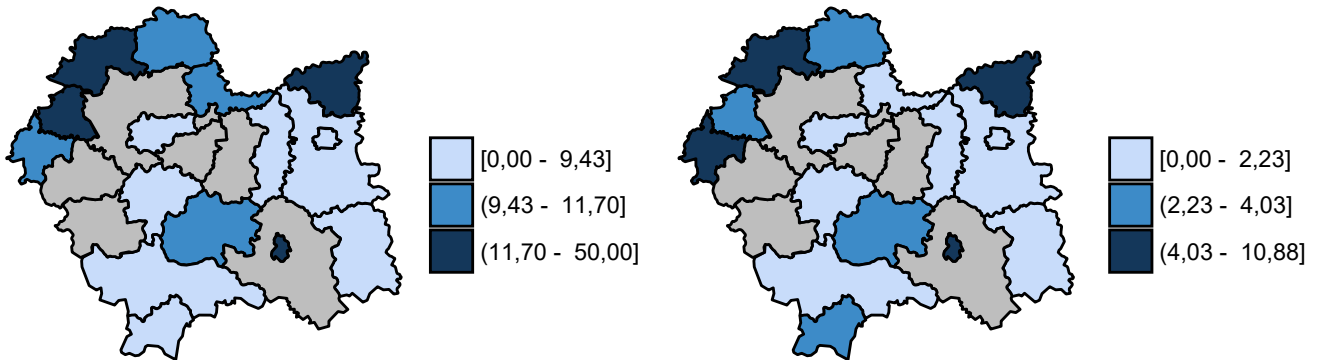 [0,00 - 9,43]
(9,43 - 11,70]
(11,70 - 50,00]
[0,00 - 2,23]
(2,23 - 4,03]
(4,03 - 10,88]